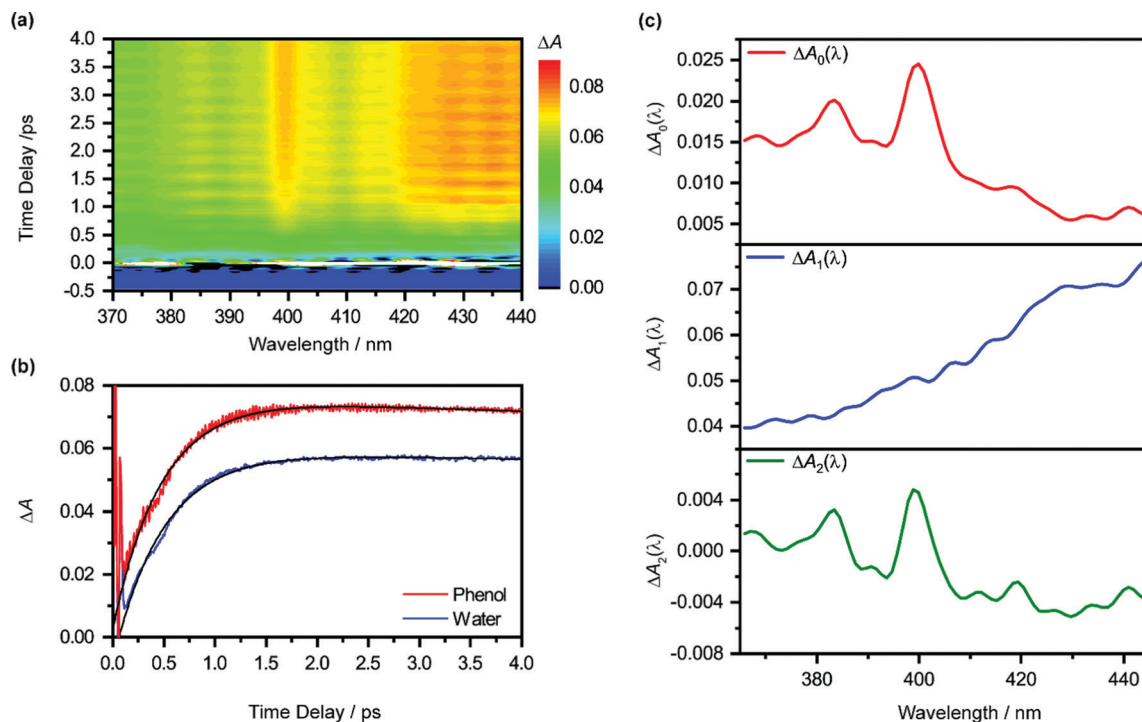 (a)
4.0
3.5
3.0
2.5
2.0
1.5
1.0
0.5
0.0
-0.5
Time Delay /ps
370 380 390 400 410 420 430 440
Wavelength / nm
ΔA
0.08
0.06
0.04
0.02
0.00
(b)
0.08
0.06
0.04
0.02
0.00
ΔA
Phenol
Water
0.0 0.5 1.0 1.5 2.0 2.5 3.0 3.5 4.0
Time Delay / ps
(c)
ΔA0(λ)
0.025
0.020
0.015
0.010
0.005
ΔA0(λ)
ΔA1(λ)
0.07
0.06
0.05
0.04
ΔA1(λ)
ΔA2(λ)
0.004
0.000
-0.004
-0.008
ΔA2(λ)
380 400 420 440
Wavelength / nm